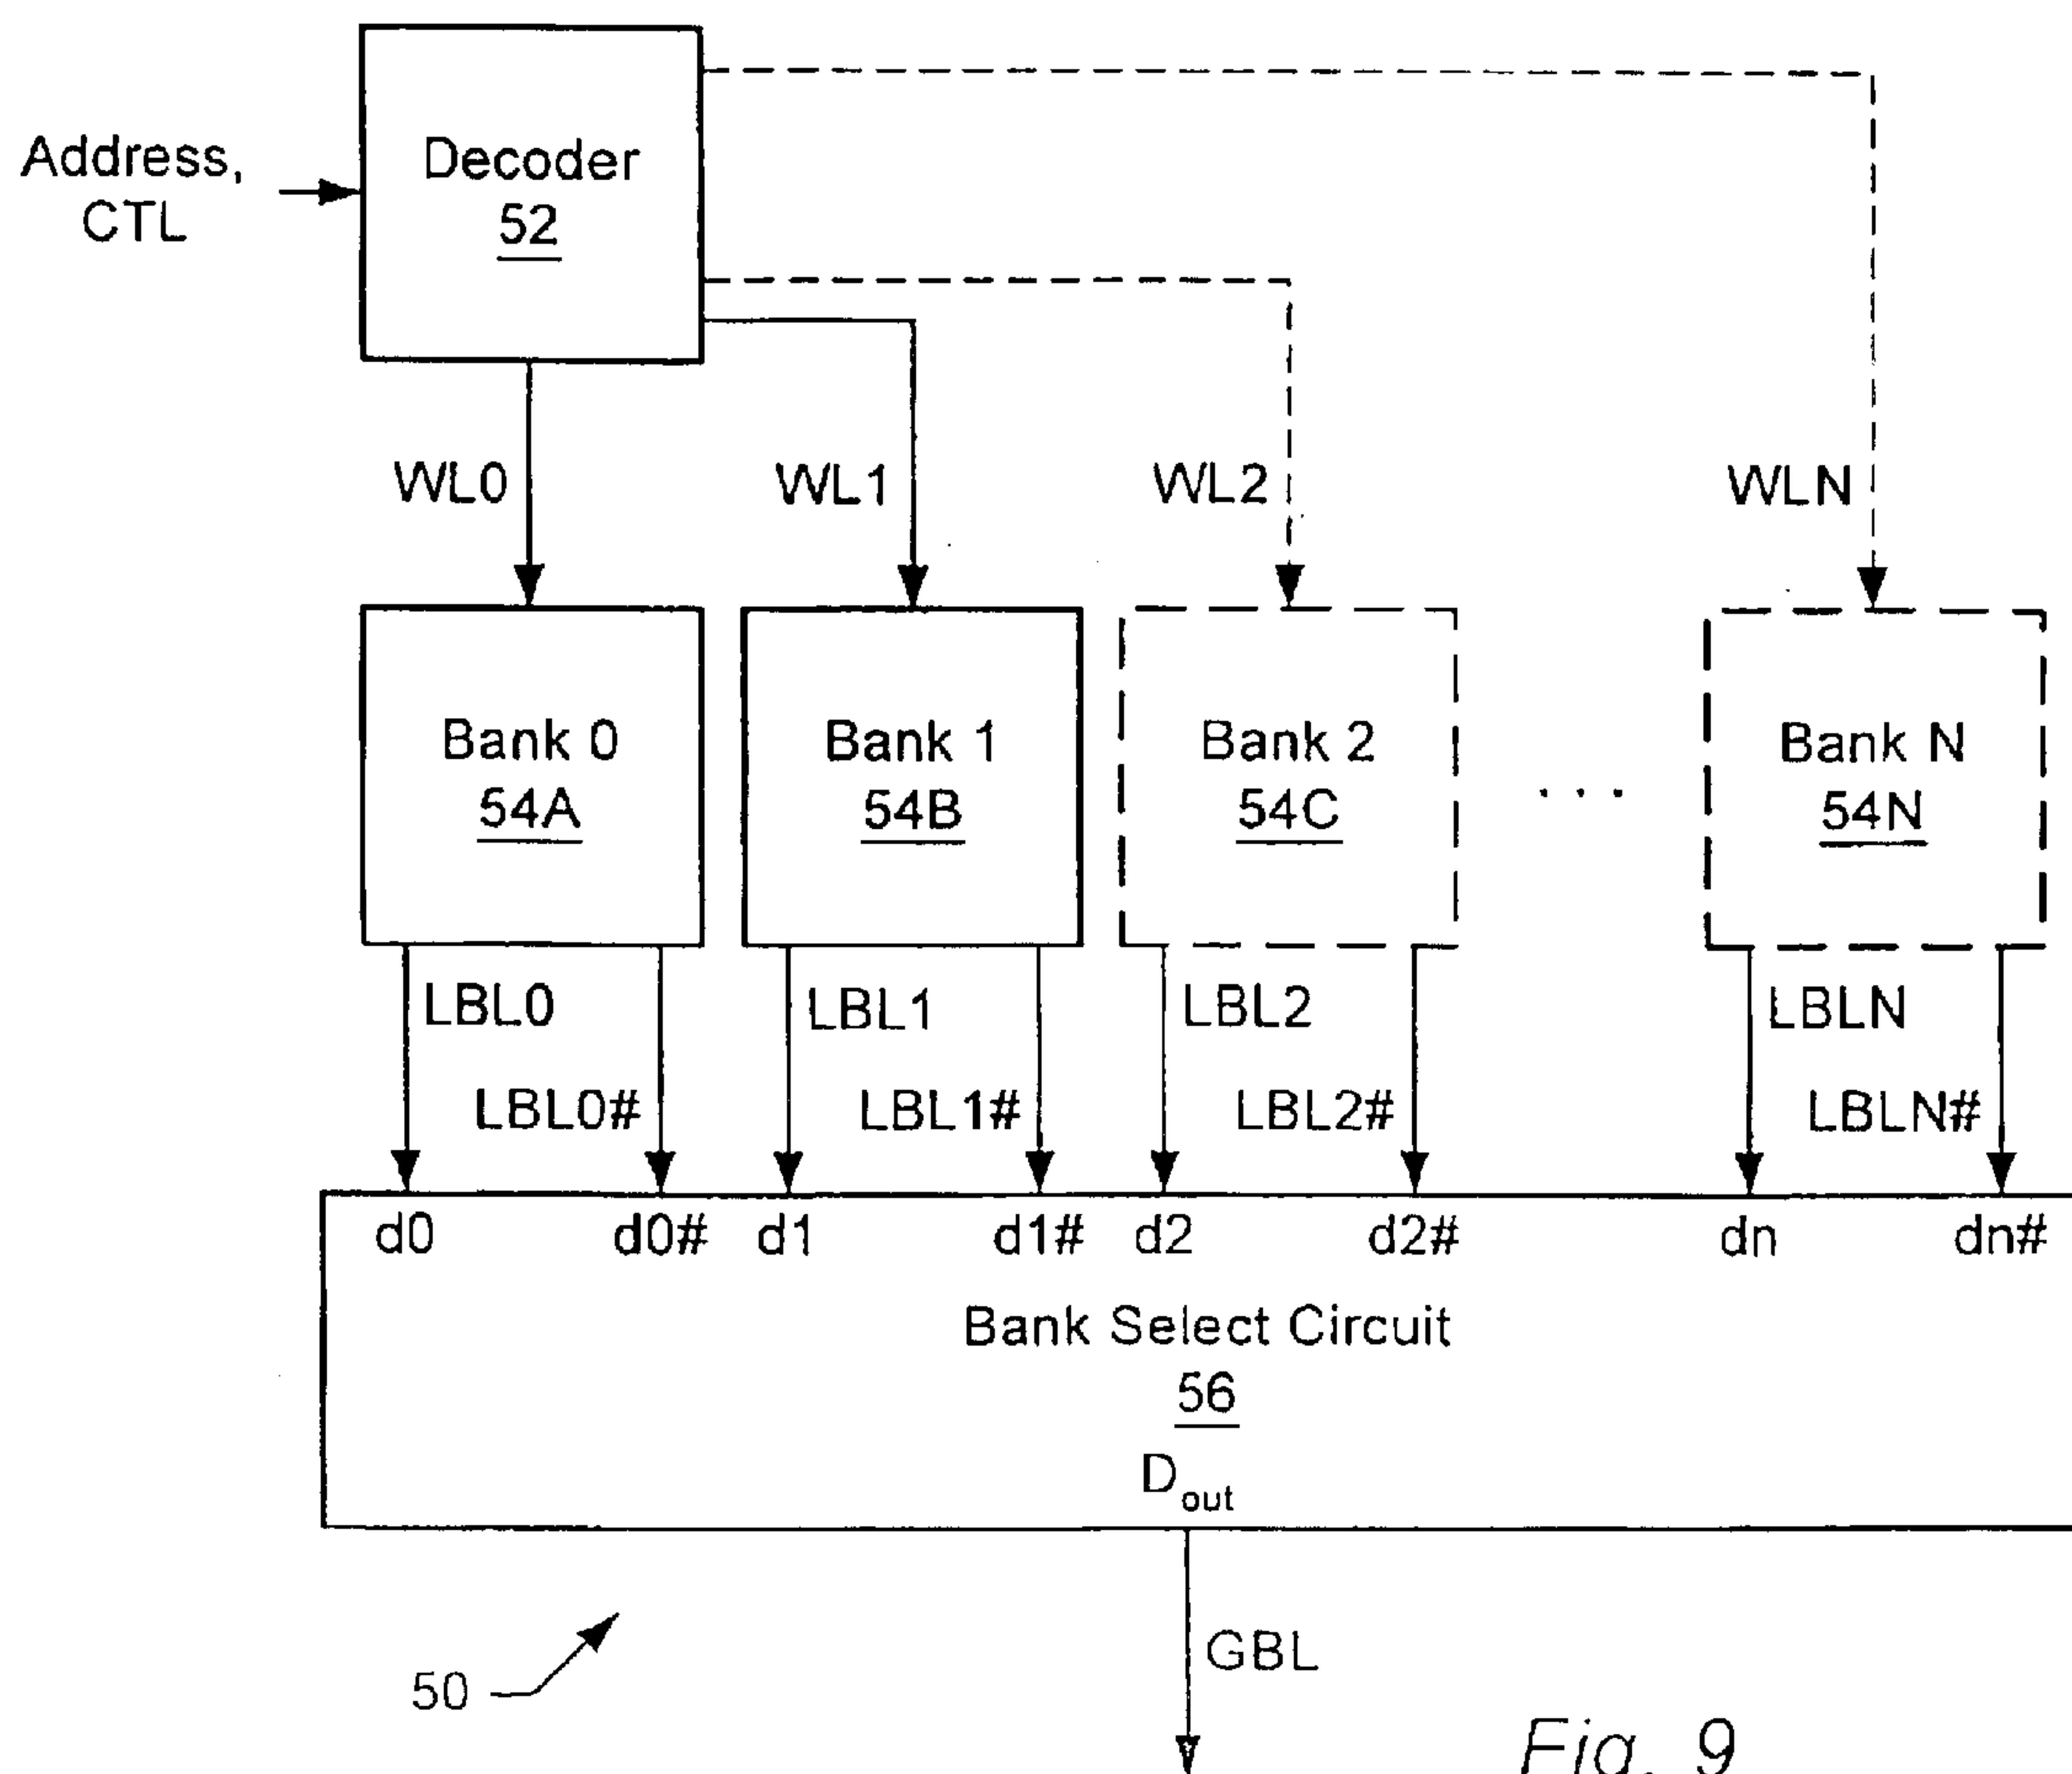 Address,
CTL
Decoder
52
WL0
WL1
WL2
WLN
Bank 0
54A
Bank 1
54B
Bank 2
54C
. . .
Bank N
54N
LBL0
LBL0#
LBL1
LBL1#
LBL2
LBL2#
LBLN
LBLN#
d0
d0#
d1
d1#
d2
d2#
dn
dn#
Bank Select Circuit
56
Dout
GBL
50
Fig. 9